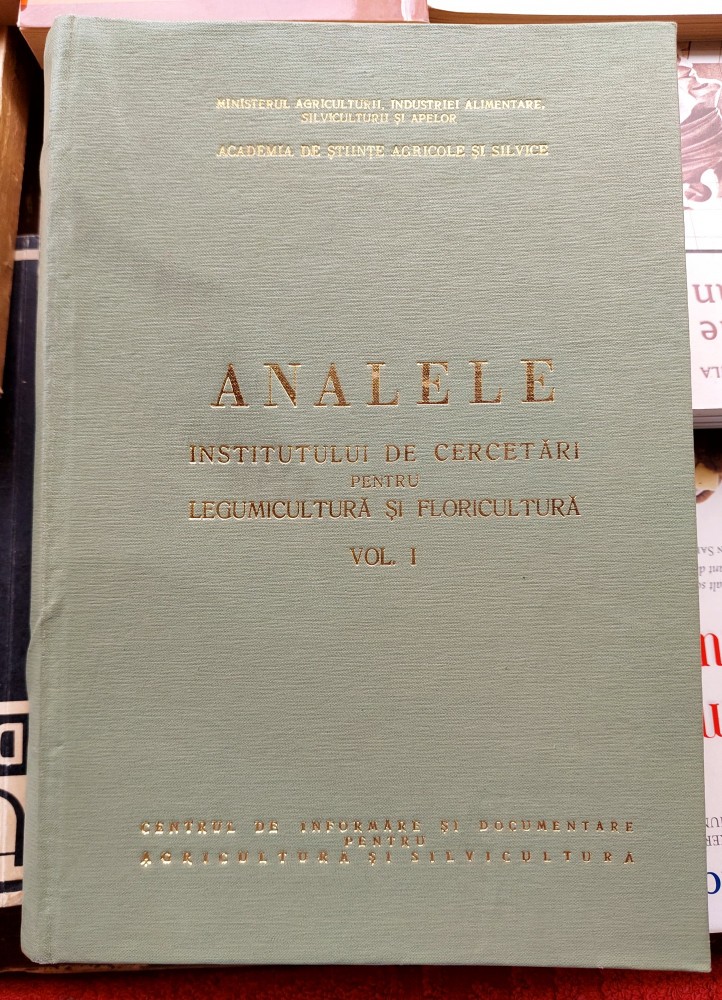 MINISTERUL AGRICULTURII, INDUSTRIEI ALIMENTARE,
SILVICULTURII ȘI APELOR
ACADEMIA DE ȘTIINȚE AGRICOLE ȘI SILVICE
ANALELE
INSTITUTULUI DE CERCETĂRI
PENTRU
LEGUMICULTURĂ ȘI FLORICULTURĂ
VOL. I
CENTRUL DE INFORMARE ȘI DOCUMENTARE
PENTRU
AGRICULTURĂ ȘI SILVICULTURĂ